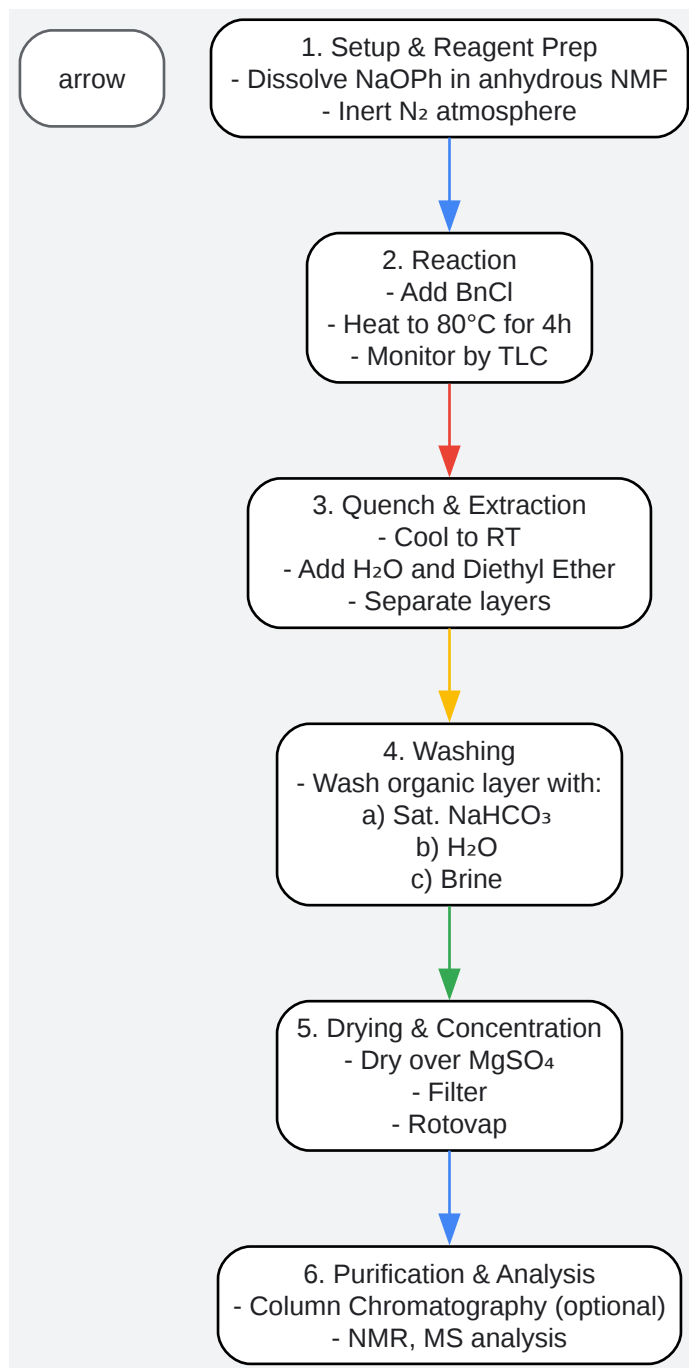 arrow
1. Setup & Reagent Prep
- Dissolve NaOPh in anhydrous NMF
- Inert N₂ atmosphere
2. Reaction
- Add BnCl
- Heat to 80°C for 4h
- Monitor by TLC
3. Quench & Extraction
- Cool to RT
- Add H₂O and Diethyl Ether
- Separate layers
4. Washing
- Wash organic layer with:
a) Sat. NaHCO₃
b) H₂O
c) Brine
5. Drying & Concentration
- Dry over MgSO₄
- Filter
- Rotovap
6. Purification & Analysis
- Column Chromatography (optional)
- NMR, MS analysis